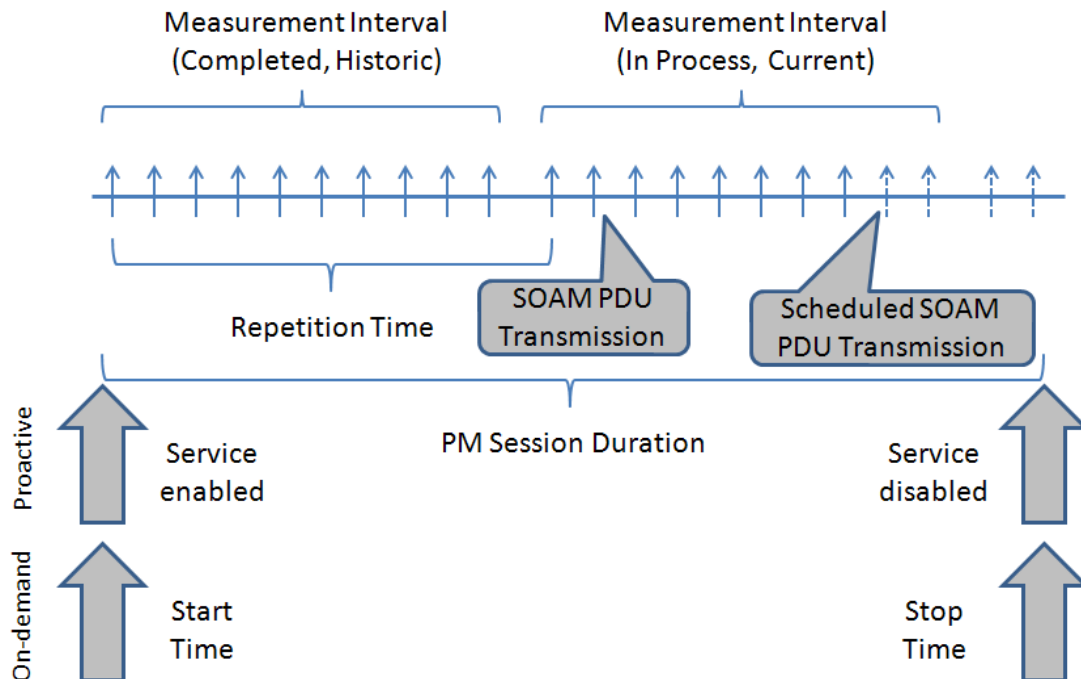 Measurement Interval
(Completed, Historic)
Measurement Interval
(In Process, Current)
Repetition Time
SOAM PDU
Transmission
Scheduled SOAM
PDU Transmission
PM Session Duration
Proactive
Service
enabled
Service
disabled
On-demand
Start
Time
Stop
Time